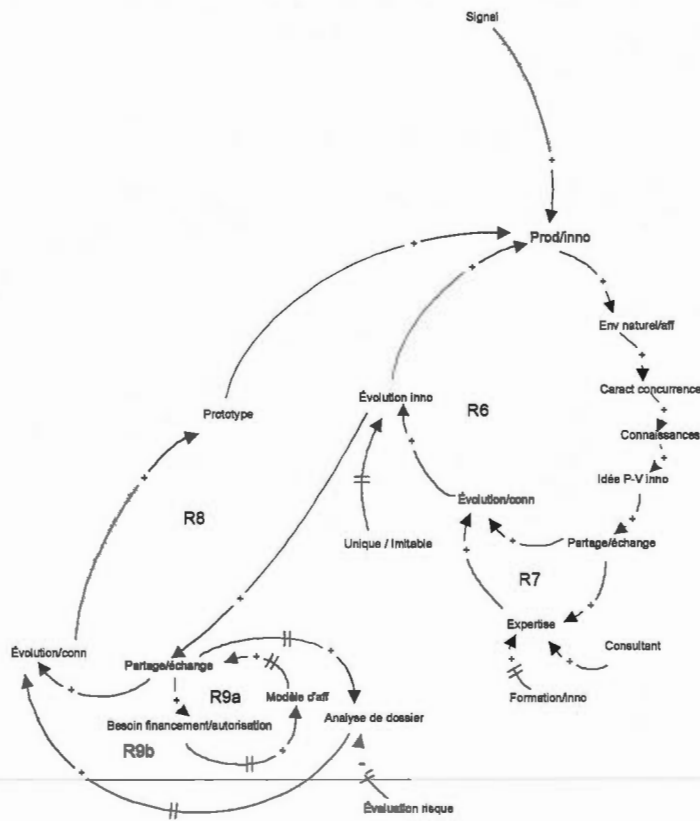 Signal
+
Prod/inno
+
+
+
Env naturel/aff
+
Caract concurrence
Évolution inno
R6
Prototype
+
Connaissances
+
+
Idée P-V inno
+
Évolution/conn
+
R8
Unique / Imitable
+
Partage/échange
R7
+
+
+
Expertise
Consultant
+
+
Évolution/conn
Partage/échange
+
+
R9a
Modèle d'aff
Formation/inno
+
Besoin financement/autorisation
Analyse de dossier
R9b
+
+
-
Évaluation risque